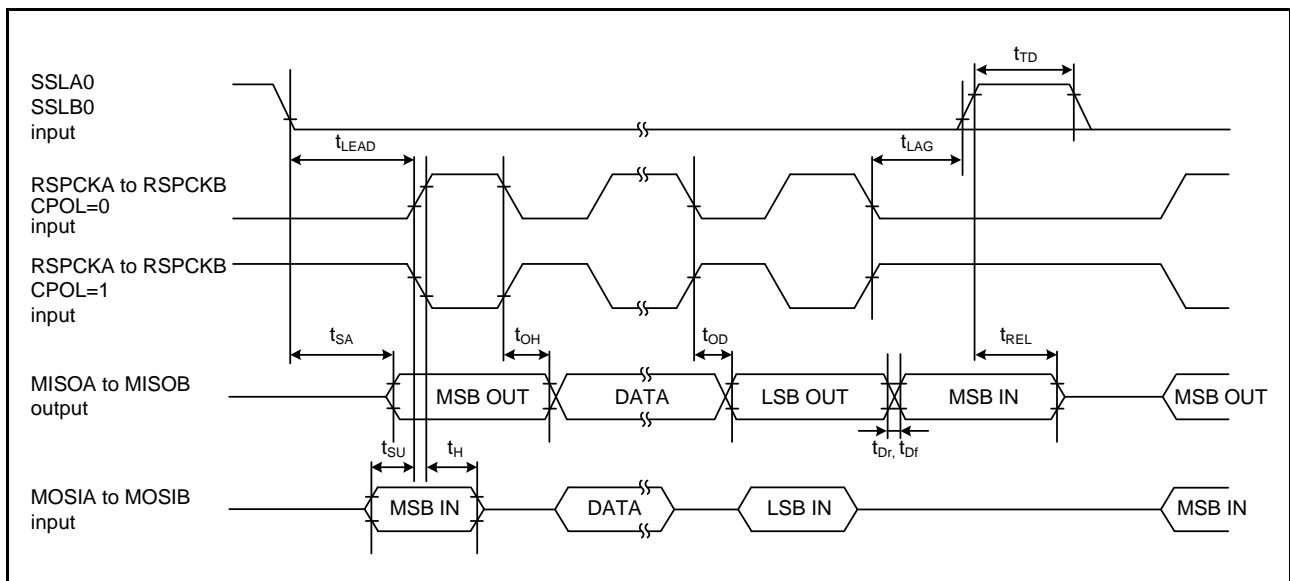 SSLA0
SSLB0
input
tTD
tLEAD
tLAG
RSPCKA to RSPCKB
CPOL=0
input
RSPCKA to RSPCKB
CPOL=1
input
tSA
tOH
tOD
tREL
MISOA to MISOB
output
MSB OUT
DATA
LSB OUT
MSB IN
MSB OUT
tSU
tH
tDr, tDf
MOSIA to MOSIB
input
MSB IN
DATA
LSB IN
MSB IN